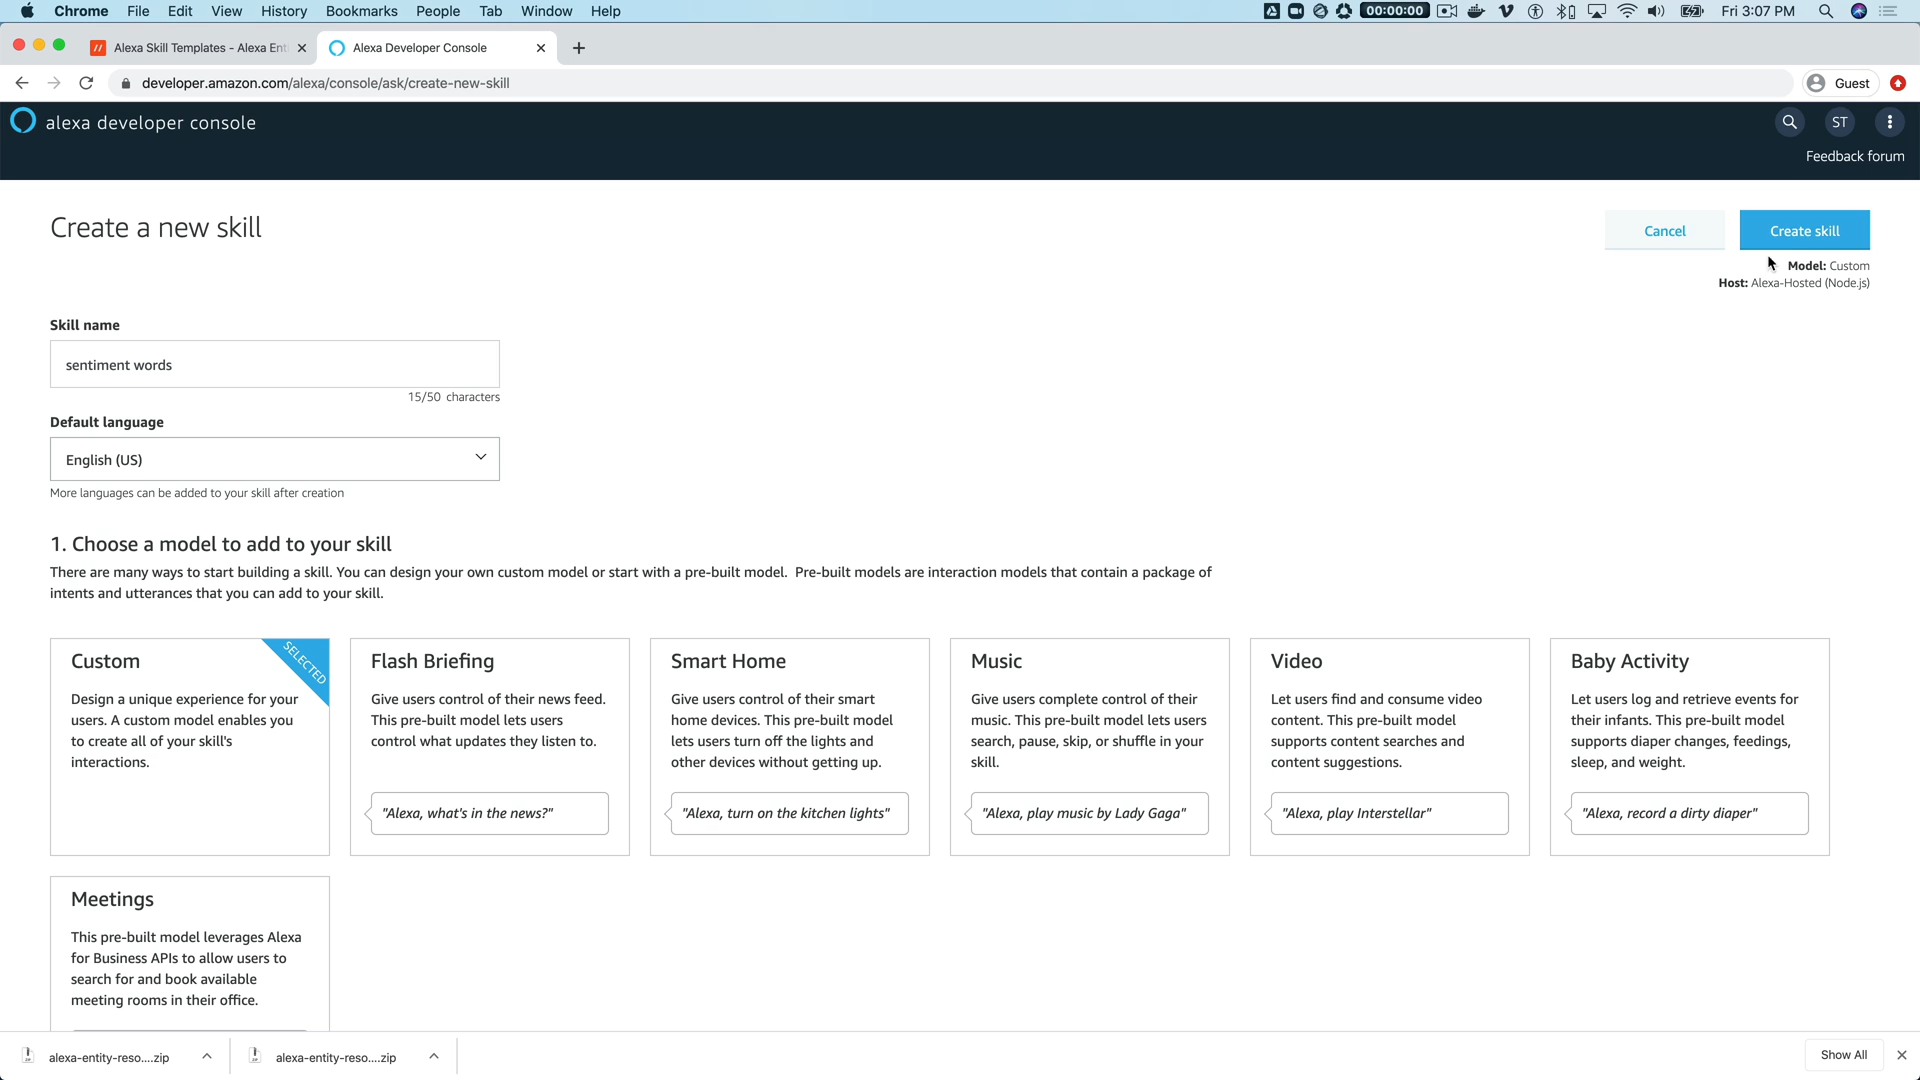 Chrome File Edit View History Bookmarks People Tab Window Help
00:00:00
Fri 3:07 PM
Alexa Skill Templates - Alexa Ent
Alexa Developer Console
developer.amazon.com/alexa/console/ask/create-new-skill
Guest
alexa developer console
ST
Feedback forum
Create a new skill
Cancel
Create skill
Model: Custom
Host: Alexa-Hosted (Node.js)
Skill name
sentiment words
15/50 characters
Default language
English (US)
More languages can be added to your skill after creation
1. Choose a model to add to your skill
There are many ways to start building a skill. You can design your own custom model or start with a pre-built model. Pre-built models are interaction models that contain a package of
intents and utterances that you can add to your skill.
Custom
SELECTED
Design a unique experience for your
users. A custom model enables you
to create all of your skill's
interactions.
Flash Briefing
Give users control of their news feed.
This pre-built model lets users
control what updates they listen to.
"Alexa, what's in the news?"
Smart Home
Give users control of their smart
home devices. This pre-built model
lets users turn off the lights and
other devices without getting up.
"Alexa, turn on the kitchen lights"
Music
Give users complete control of their
music. This pre-built model lets users
search, pause, skip, or shuffle in your
skill.
"Alexa, play music by Lady Gaga"
Video
Let users find and consume video
content. This pre-built model
supports content searches and
content suggestions.
"Alexa, play Interstellar"
Baby Activity
Let users log and retrieve events for
their infants. This pre-built model
supports diaper changes, feedings,
sleep, and weight.
"Alexa, record a dirty diaper"
Meetings
This pre-built model leverages Alexa
for Business APIs to allow users to
search for and book available
meeting rooms in their office.
alexa-entity-reso....zip
alexa-entity-reso....zip
Show All